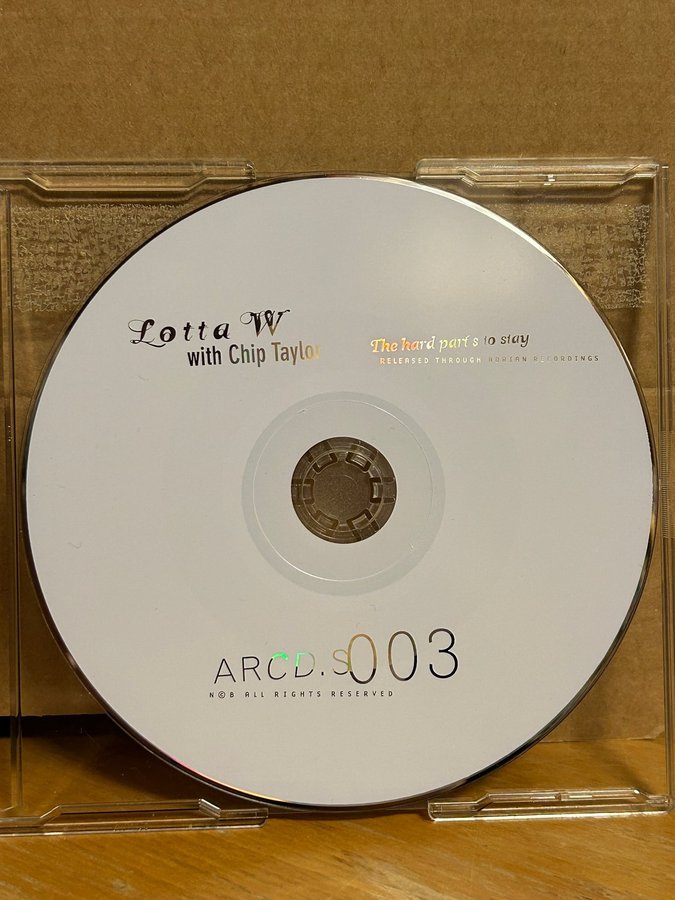 Lotta W
with Chip Taylor
The hard part's to stay
RELEASED THROUGH ADRIAN RECORDINGS
ARCD.S003
N©B ALL RIGHTS RESERVED